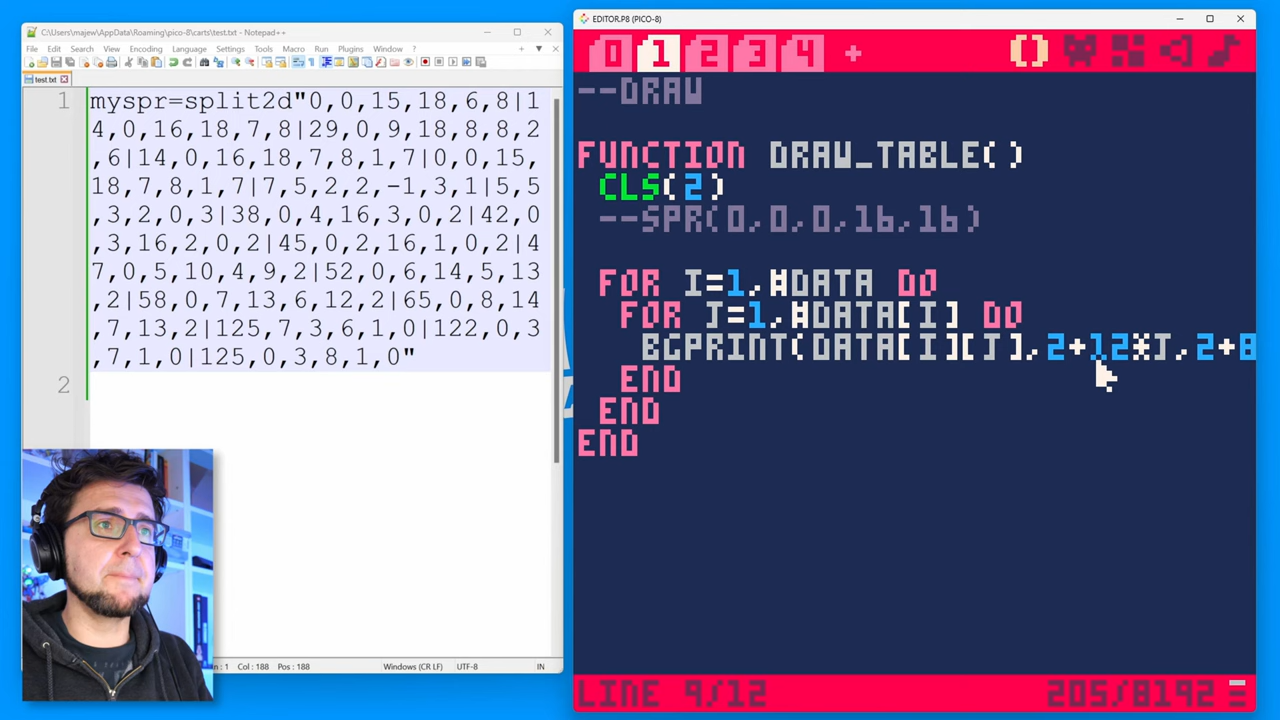 C:\Users\majew\AppData\Roaming\pico-8\carts\test.txt - Notepad++
File Edit Search View Encoding Language Settings Tools Macro Run Plugins Window ?
test.txt
1 myspr=split2d"0,0,15,18,6,8|1
4,0,16,18,7,8|29,0,9,18,8,8,2
,6|14,0,16,18,7,8,1,7|0,0,15,
18,7,8,1,7|7,5,2,2,-1,3,1|5,5
,3,2,0,3|38,0,4,16,3,0,2|42,0
,3,16,2,0,2|45,0,2,16,1,0,2|4
7,0,5,10,4,9,2|52,0,6,14,5,13
,2|58,0,7,13,6,12,2|65,0,8,14
,7,13,2|125,7,3,6,1,0|122,0,3
,7,1,0|125,0,3,8,1,0"
2
n : 1 Col : 188 Pos : 188 Windows (CR LF) UTF-8 IN
EDITOR.P8 (PICO-8)
0 1 2 3 4 +
--DRAW
FUNCTION DRAW_TABLE()
CLS(2)
--SPR(0,0,0,16,16)
FOR I=1,#DATA DO
FOR J=1,#DATA[I] DO
BGPRINT(DATA[I][J],2+12*J,2+8
END
END
END
LINE 9/12 205/8192